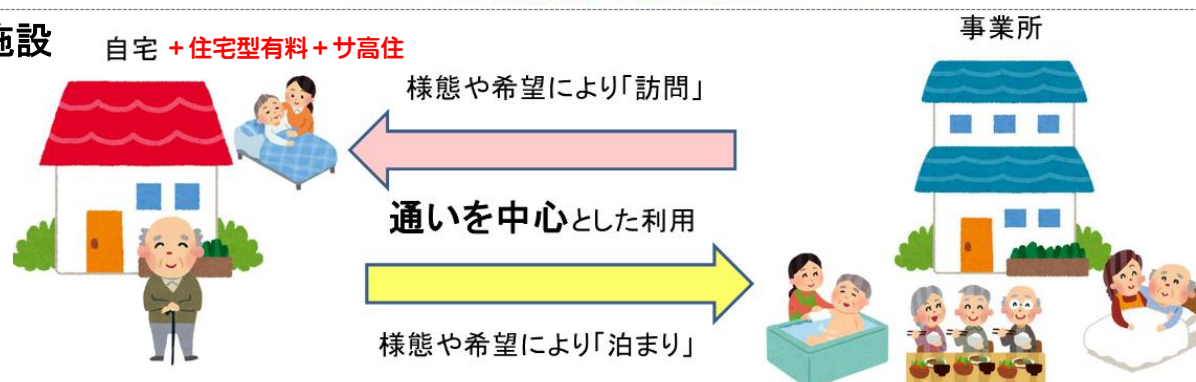 施設
自宅 +住宅型有料+サ高住
事業所
様態や希望により「訪問」
通いを中心とした利用
様態や希望により「泊まり」